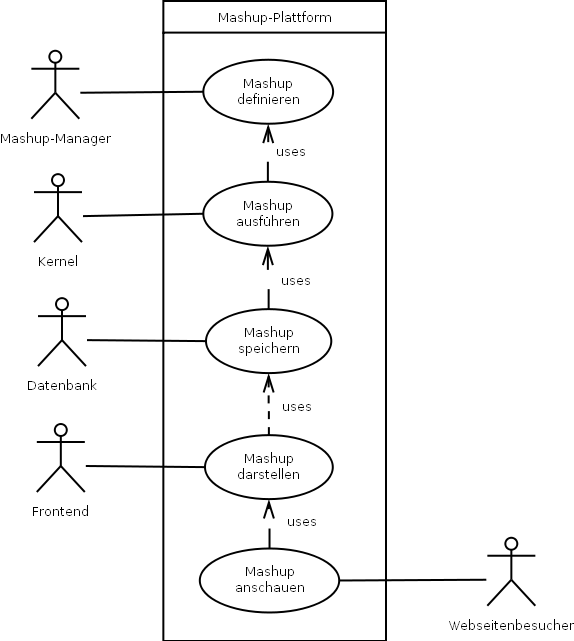 Mashup-Plattform
Mashup
definieren
Mashup-Manager
uses
Mashup
ausführen
Kernel
uses
Mashup
speichern
Datenbank
uses
Mashup
darstellen
Frontend
uses
Mashup
anschauen
Webseitenbesucher